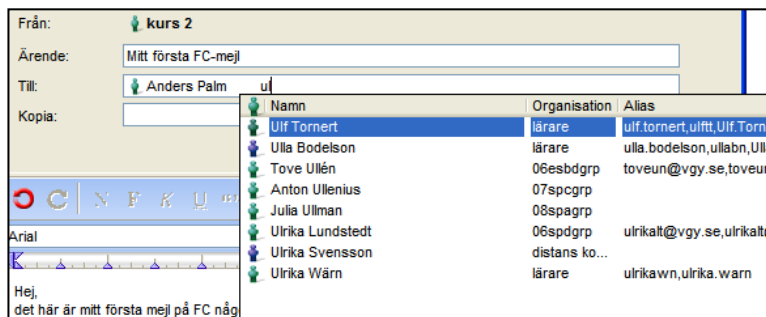 Från: kurs 2
Ärende: Mitt första FC-mejl
Till: Anders Palm ul
Kopia:
Namn Organisation Alias
Ulf Tornert lärare ulf.tornert,ulftt,Ulf.Torn
Ulla Bodelson lärare ulla.bodelson,ullabn,Ull
Tove Ullén 06esbdgrp toveun@vgy.se,toveun
Anton Ullenius 07spcgrp
Julia Ullman 08spagrp
Ulrika Lundstedt 06spdgrp ulrikalt@vgy.se,ulrikalt
Ulrika Svensson distans ko...
Ulrika Wärn lärare ulrikawn,ulrika.warn
N F K U
Arial
Hej,
det här är mitt första mejl på FC någ